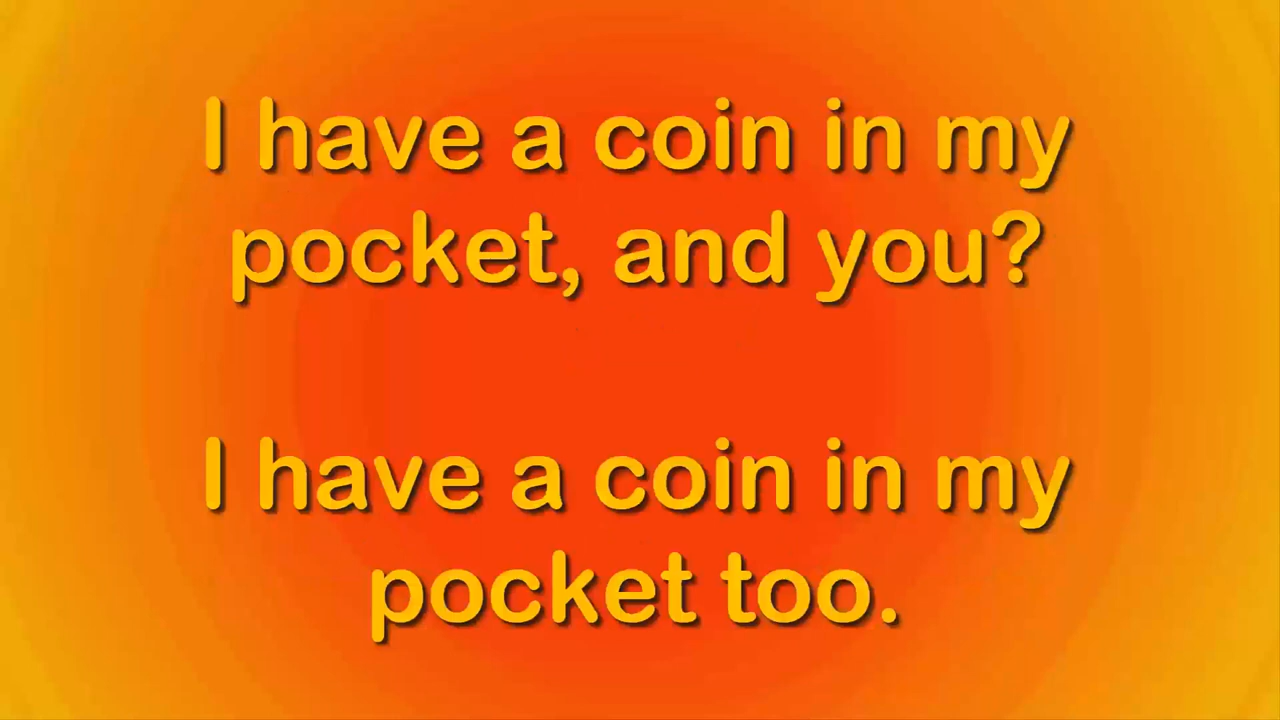 I have a coin in my
pocket, and you?
I have a coin in my
pocket too.